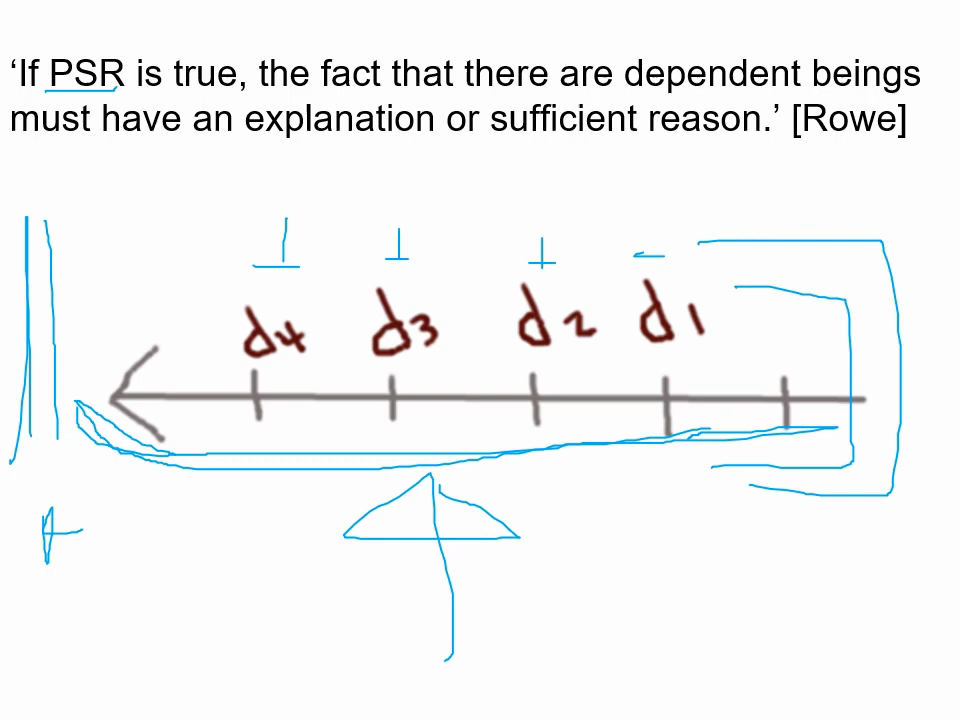 ‘If PSR is true, the fact that there are dependent beings
must have an explanation or sufficient reason.’ [Rowe]
d4 d3 d2 d1